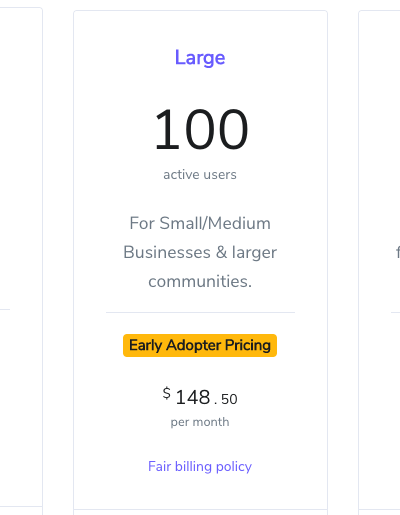 Large
100
active users
For Small/Medium
Businesses & larger
communities.
Early Adopter Pricing
$ 148 . 50
per month
Fair billing policy